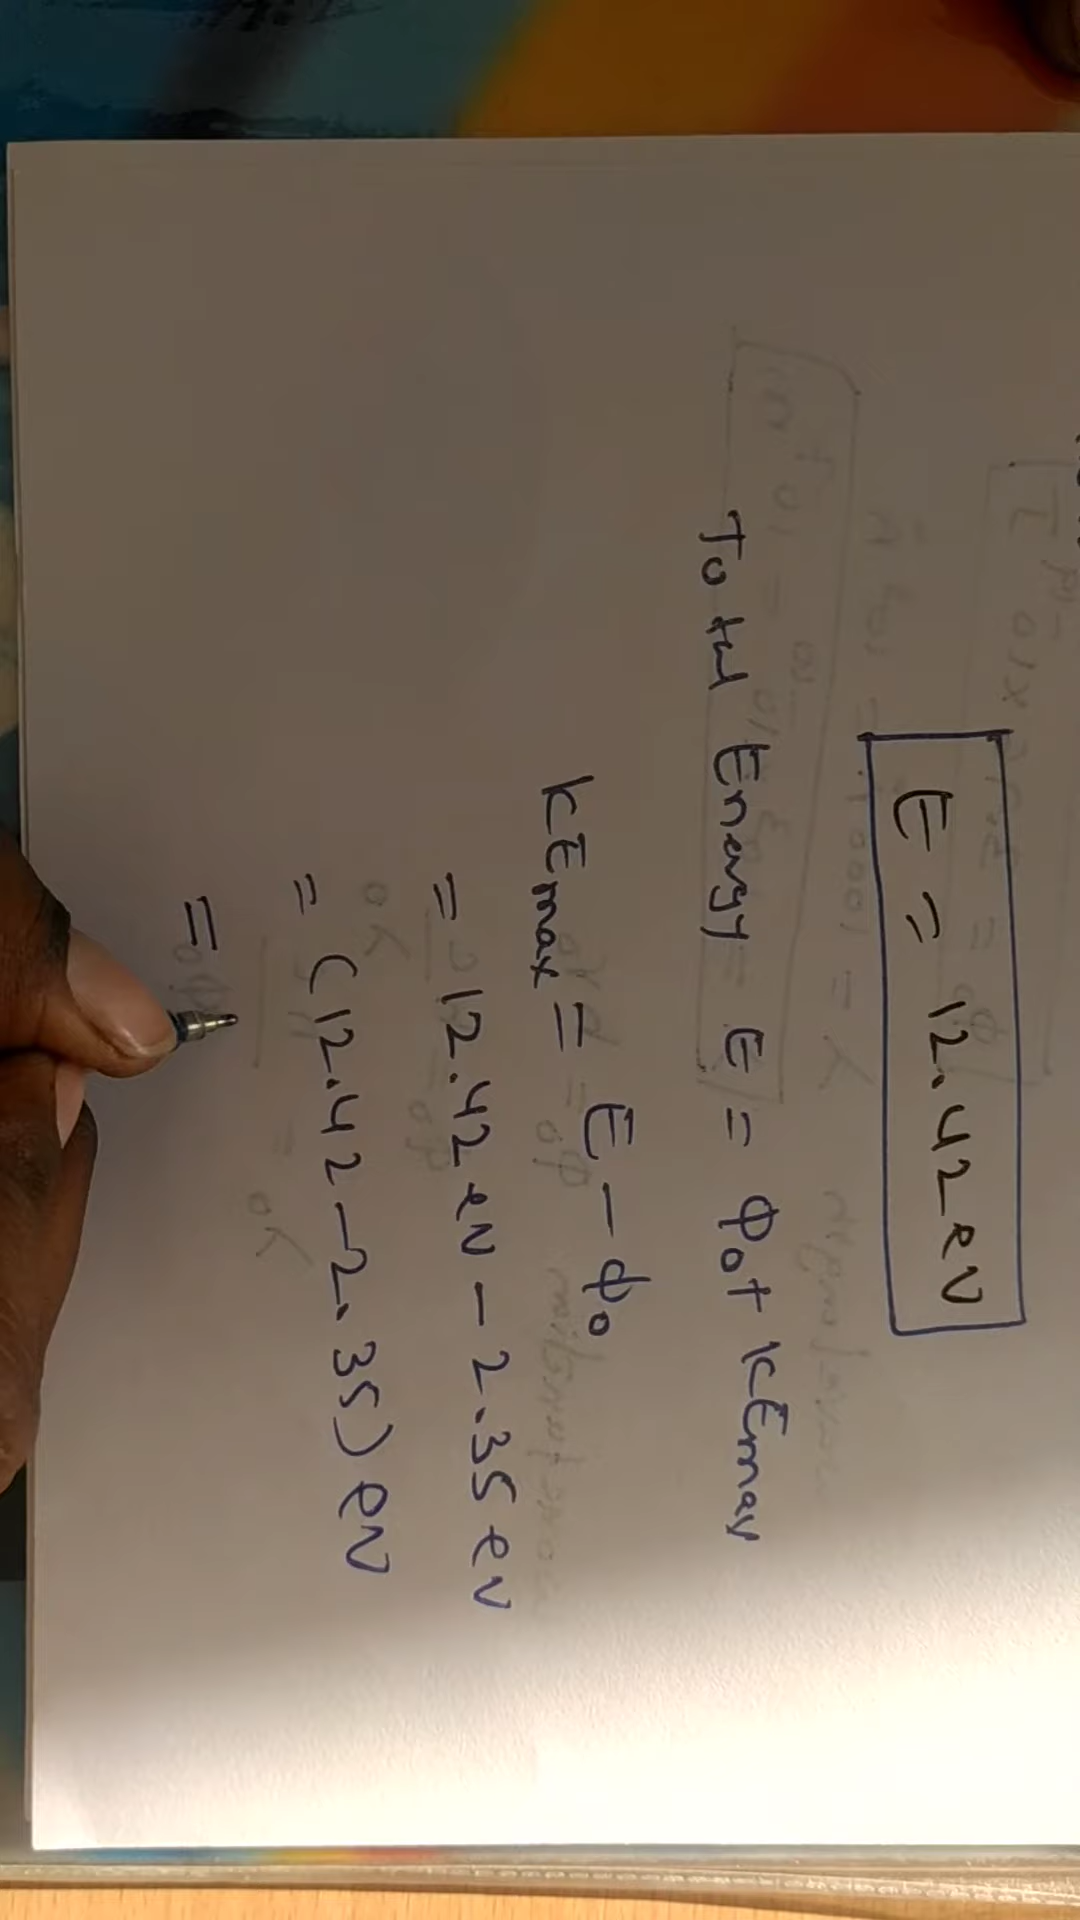 E = 12.42 eV
Total Energy = E = Φ₀ + KEmax
KEmax = E - Φ₀
= 12.42 eV - 2.35 eV
= (12.42 - 2.35) eV
=